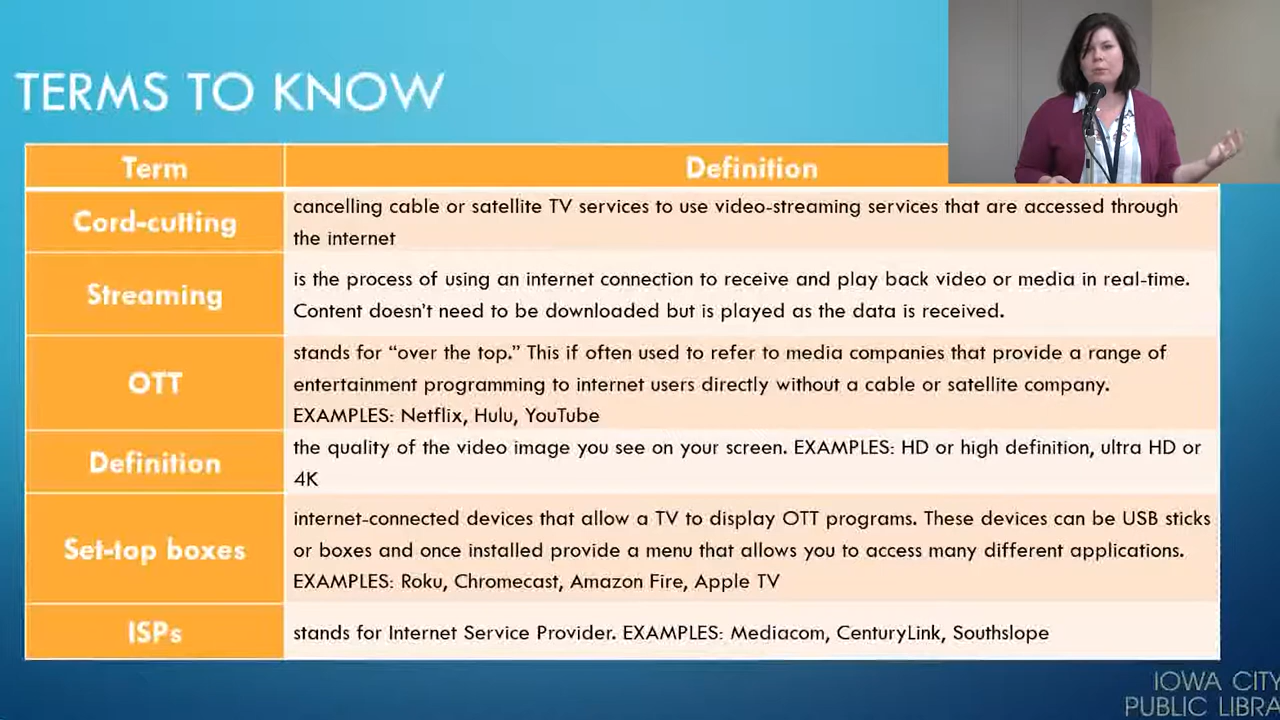 TERMS TO KNOW
Term
Definition
Cord-cutting
cancelling cable or satellite TV services to use video-streaming services that are accessed through
the internet
Streaming
is the process of using an internet connection to receive and play back video or media in real-time.
Content doesn't need to be downloaded but is played as the data is received.
OTT
stands for “over the top.” This if often used to refer to media companies that provide a range of
entertainment programming to internet users directly without a cable or satellite company.
EXAMPLES: Netflix, Hulu, YouTube
Definition
the quality of the video image you see on your screen. EXAMPLES: HD or high definition, ultra HD or
4K
Set-top boxes
internet-connected devices that allow a TV to display OTT programs. These devices can be USB sticks
or boxes and once installed provide a menu that allows you to access many different applications.
EXAMPLES: Roku, Chromecast, Amazon Fire, Apple TV
ISPs
stands for Internet Service Provider. EXAMPLES: Mediacom, CenturyLink, Southslope
IOWA CITY
PUBLIC LIBRA